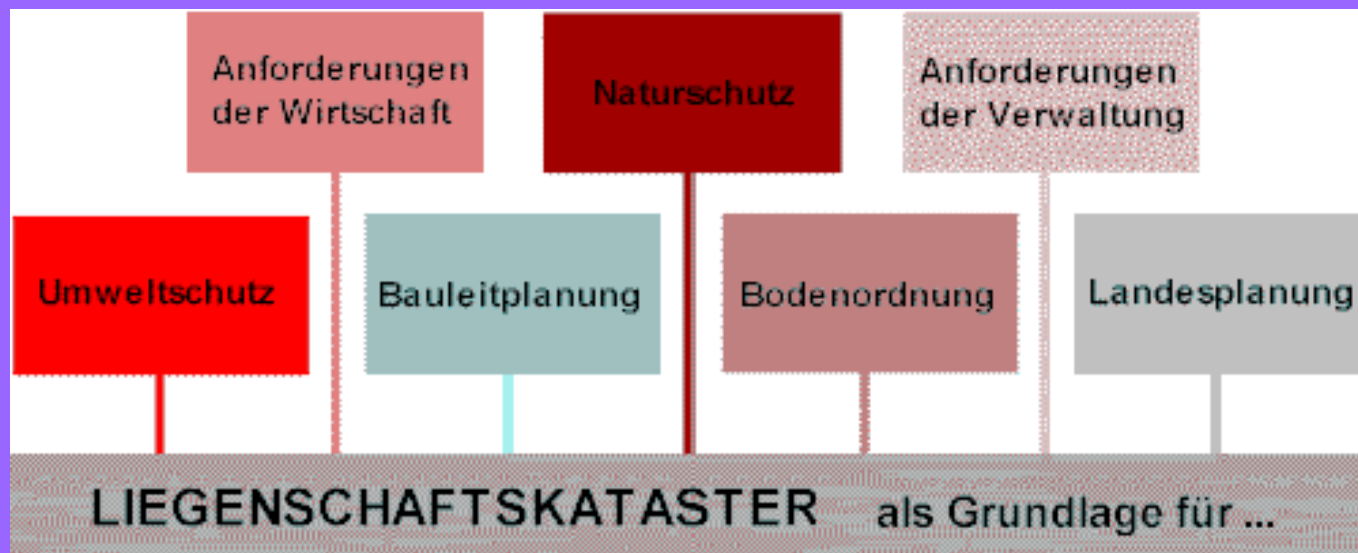 Anforderungen
der Wirtschaft
Naturschutz
Anforderungen
der Verwaltung
Umweltschutz
Bauleitplanung
Bodenordnung
Landesplanung
LIEGENSCHAFTSKATASTER als Grundlage für ...